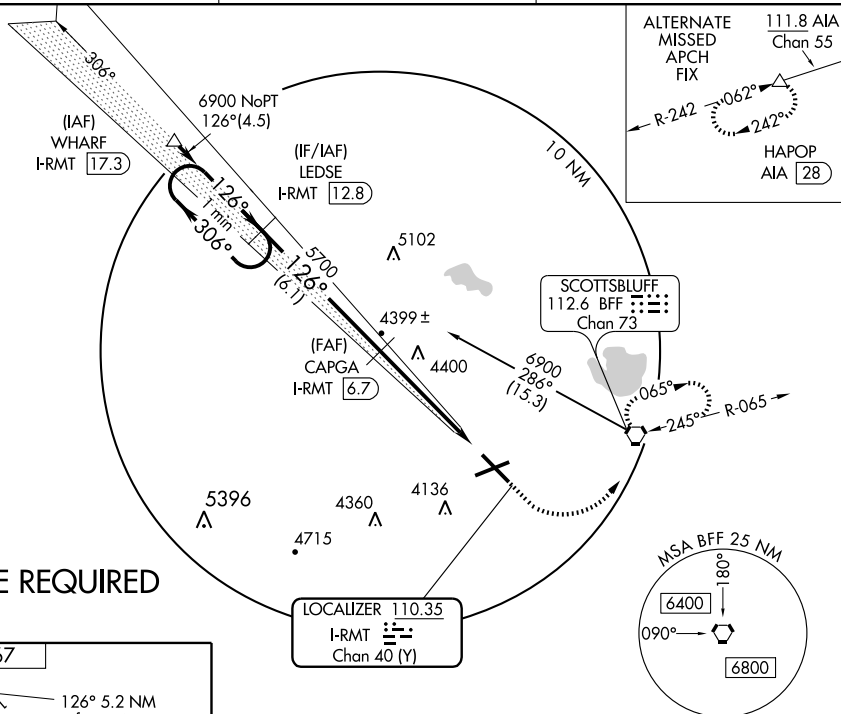 ALTERNATE
MISSED
APCH
FIX
111.8 AIA
Chan 55
R-242
062°
242°
HAPOP
AIA 28
306°
6900 NoPT
126°(4.5)
(IAF)
WHARF
I-RMT 17.3
(IF/IAF)
LEDSE
I-RMT 12.8
10 NM
126°
1 min
306°
5700
126°
(6.1)
5102
SCOTTSBLUFF
112.6 BFF
Chan 73
4399 ±
(FAF)
CAPGA
I-RMT 6.7
4400
6900
286°
(15.3)
065°
245°
R-065
5396
4360
4136
4715
MSA BFF 25 NM
180°
6400
090°
6800
E REQUIRED
LOCALIZER 110.35
I-RMT
Chan 40 (Y)
67
126° 5.2 NM